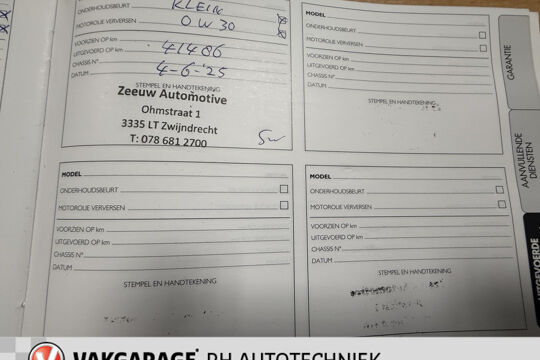 ONDERHOUDSBEURT KLEIN
MOTOROLIE VERVERSEN 0W30
VOORZIEN OP km
UITGEVOERD OP km 41486
CHASSIS N°
DATUM 4-6-'25
STEMPEL EN HANDTEKENING
Zeeuw Automotive
Ohmstraat 1
3335 LT Zwijndrecht
T: 078 681 2700
MODEL
ONDERHOUDSBEURT
MOTOROLIE VERVERSEN
VOORZIEN OP km
UITGEVOERD OP km
CHASSIS N°
DATUM
STEMPEL EN HANDTEKENING
MODEL
ONDERHOUDSBEURT
MOTOROLIE VERVERSEN
VOORZIEN OP km
UITGEVOERD OP km
CHASSIS N°
DATUM
STEMPEL EN HANDTEKENING
MODEL
ONDERHOUDSBEURT
MOTOROLIE VERVERSEN
VOORZIEN OP km
UITGEVOERD OP km
CHASSIS N°
DATUM
STEMPEL EN HANDTEKENING
GARANTIE
AANVULLENDE
DIENSTEN
VAKGARAGE RH AUTOTECHNIEK